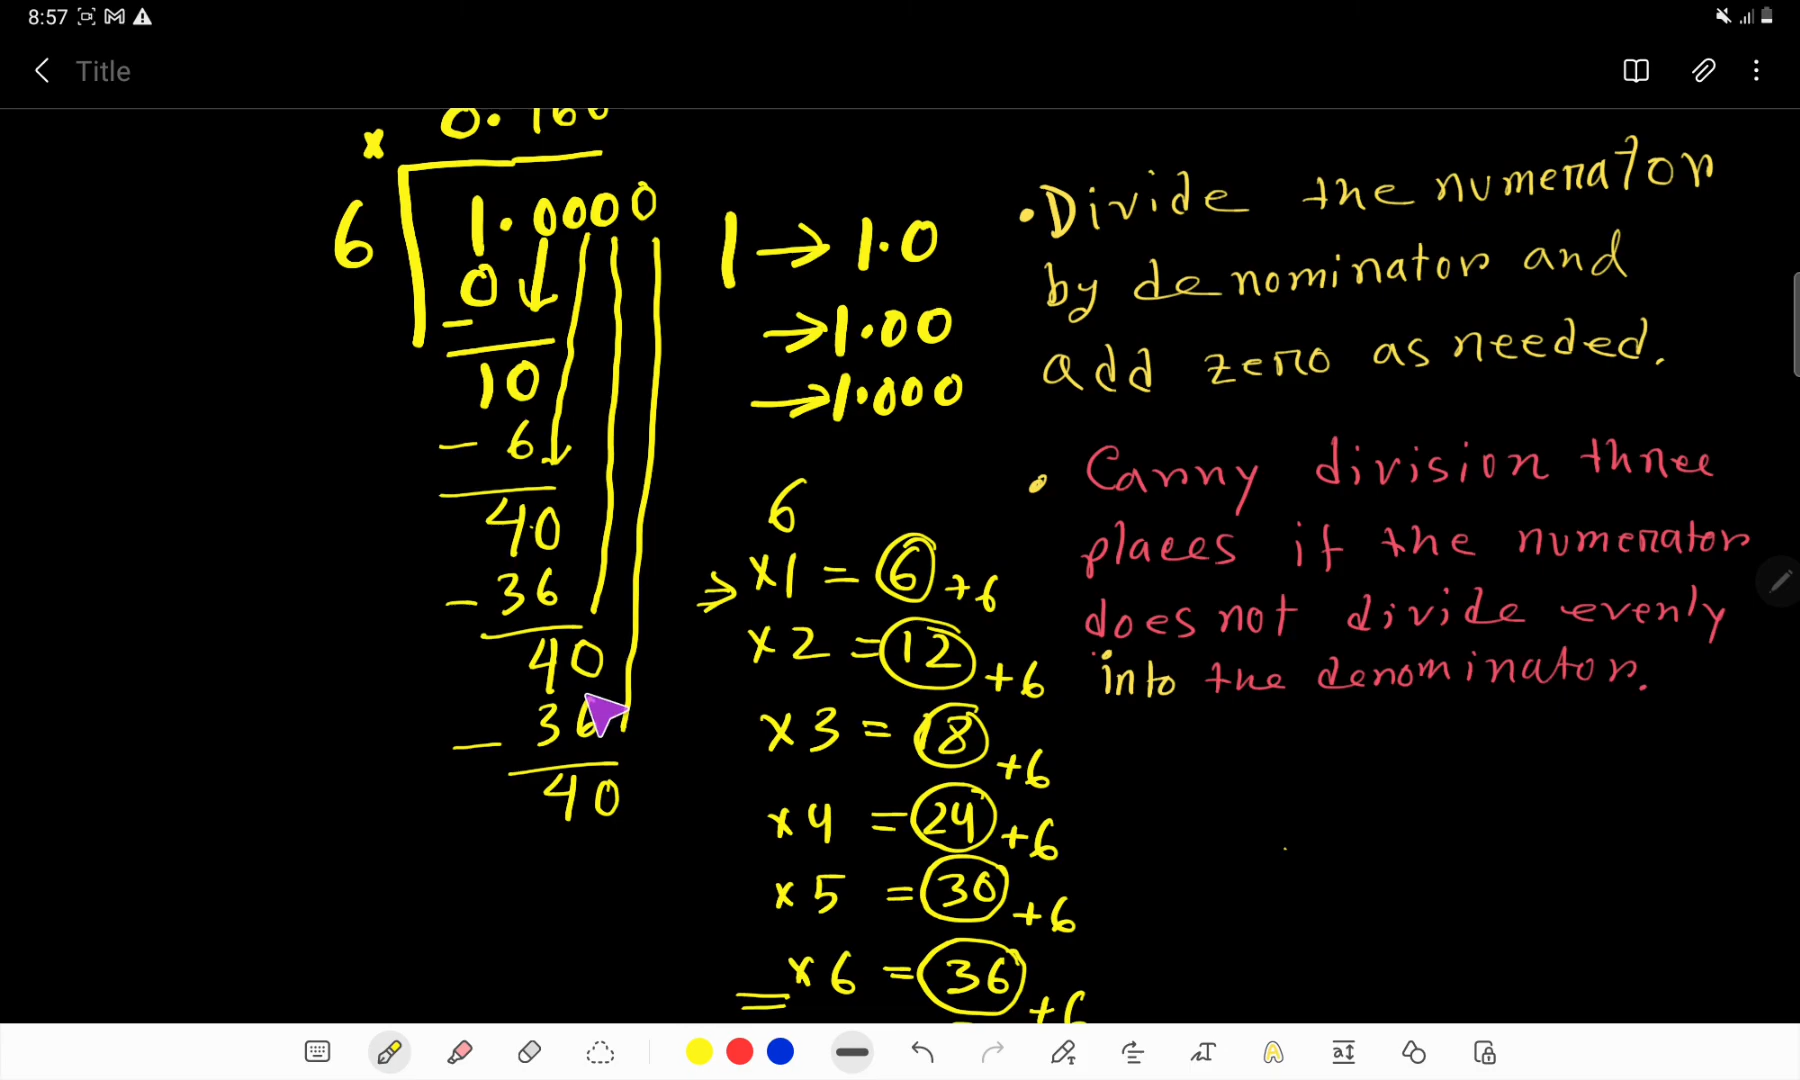 8:57
Title
0.166
x
6
1.0000
0
−
10
− 6
40
− 36
40
− 36
40
1 → 1.0
→ 1.00
→ 1.000
6
⇒ x1 = 6 +6
x2 = 12 +6
x3 = 18 +6
x4 = 24 +6
x5 = 30 +6
x6 = 36 +6
• Divide the numerator
by denominator and
add zero as needed.
• Carry division three
places if the numerator
does not divide evenly
into the denominator.